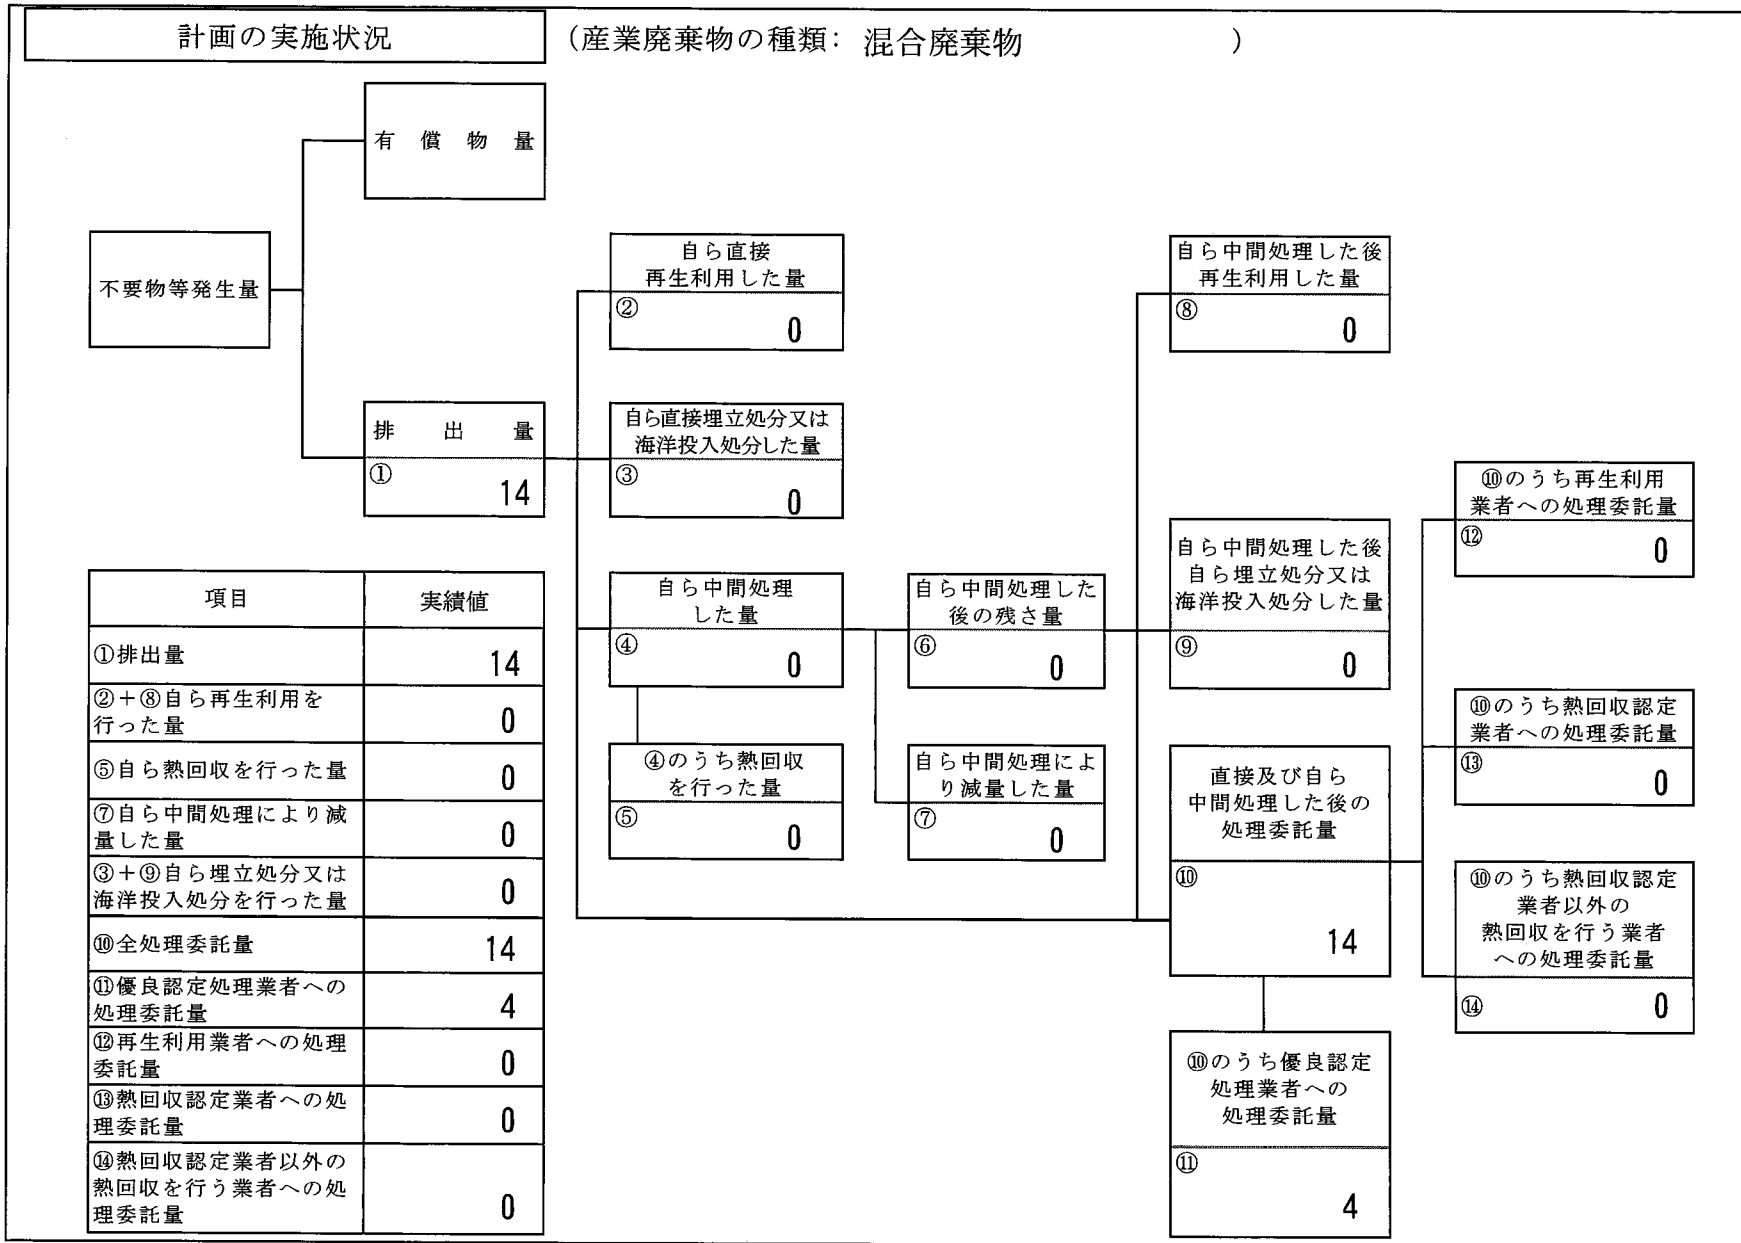 計画の実施状況
(産業廃棄物の種類: 混合廃棄物 )
有償物量
不要物等発生量
排出量
①
14
自ら直接
再生利用した量
②
0
自ら直接埋立処分又は
海洋投入処分した量
③
0
自ら中間処理
した量
④
0
④のうち熱回収
を行った量
⑤
0
自ら中間処理した
後の残さ量
⑥
0
自ら中間処理によ
り減量した量
⑦
0
自ら中間処理した後
再生利用した量
⑧
0
自ら中間処理した後
自ら埋立処分又は
海洋投入処分した量
⑨
0
直接及び自ら
中間処理した後の
処理委託量
⑩
14
⑩のうち優良認定
処理業者への
処理委託量
⑪
4
⑩のうち再生利用
業者への処理委託量
⑫
0
⑩のうち熱回収認定
業者への処理委託量
⑬
0
⑩のうち熱回収認定
業者以外の
熱回収を行う業者
への処理委託量
⑭
0
項目 実績値
①排出量 14
②+⑧自ら再生利用を
行った量 0
⑤自ら熱回収を行った量 0
⑦自ら中間処理により減
量した量 0
③+⑨自ら埋立処分又は
海洋投入処分を行った量 0
⑩全処理委託量 14
⑪優良認定処理業者への
処理委託量 4
⑫再生利用業者への処理
委託量 0
⑬熱回収認定業者への処
理委託量 0
⑭熱回収認定業者以外の
熱回収を行う業者への処
理委託量 0